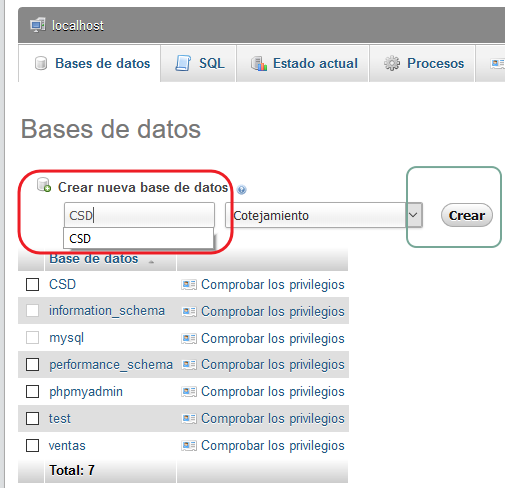 localhost
Bases de datos SQL Estado actual Procesos
Bases de datos
Crear nueva base de datos
CSD Cotejamiento Crear
CSD
Base de datos
CSD Comprobar los privilegios
information_schema Comprobar los privilegios
mysql Comprobar los privilegios
performance_schema Comprobar los privilegios
phpmyadmin Comprobar los privilegios
test Comprobar los privilegios
ventas Comprobar los privilegios
Total: 7